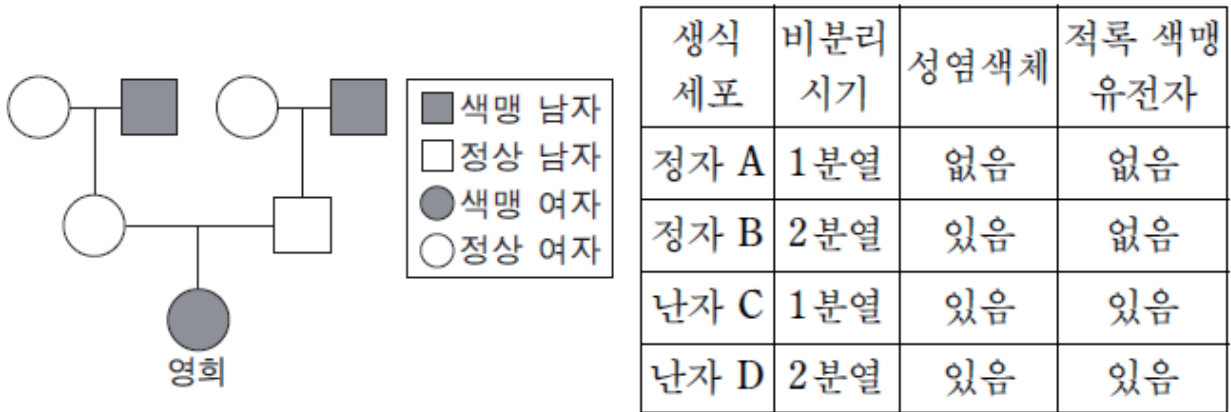 색맹 남자
정상 남자
색맹 여자
정상 여자
영희
생식 세포 비분리 시기 성염색체 적록 색맹 유전자
정자 A 1분열 없음 없음
정자 B 2분열 있음 없음
난자 C 1분열 있음 있음
난자 D 2분열 있음 있음